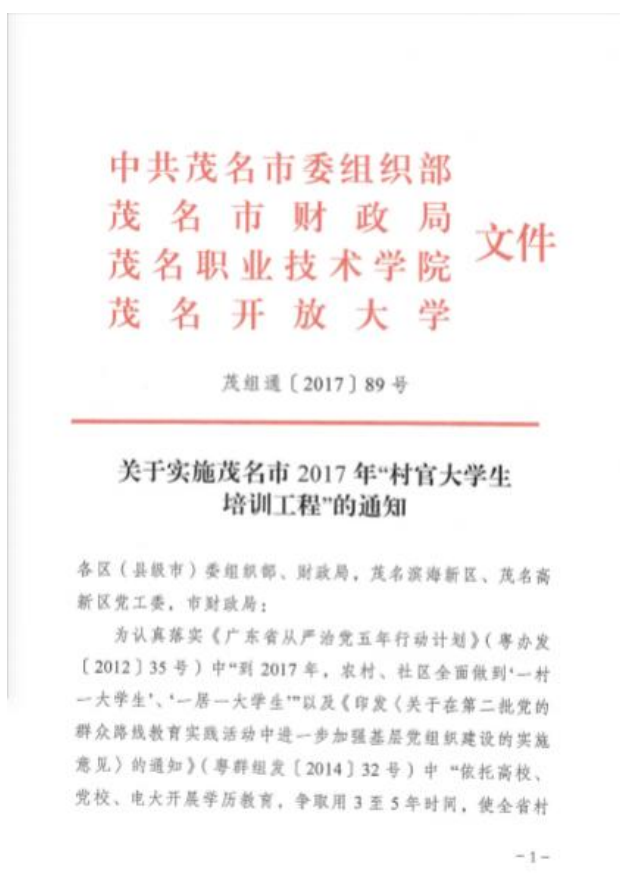 中共茂名市委组织部
茂名市财政局
茂名职业技术学院
茂名开放大学
文件
茂组通〔2017〕89号
关于实施茂名市2017年“村官大学生
培训工程”的通知
各区（县级市）委组织部、财政局，茂名滨海新区、茂名高
新区党工委，市财政局：
为认真落实《广东省从严治党五年行动计划》（粤办发
〔2012〕35号）中“到2017年，农村、社区全面做到‘一村
一大学生’、‘一居一大学生’”以及《印发〈关于在第二批党的
群众路线教育实践活动中进一步加强基层党组织建设的实施
意见〉的通知》（粤群组发〔2014〕32号）中 “依托高校、
党校、电大开展学历教育，争取用3至5年时间，使全省村
-1-